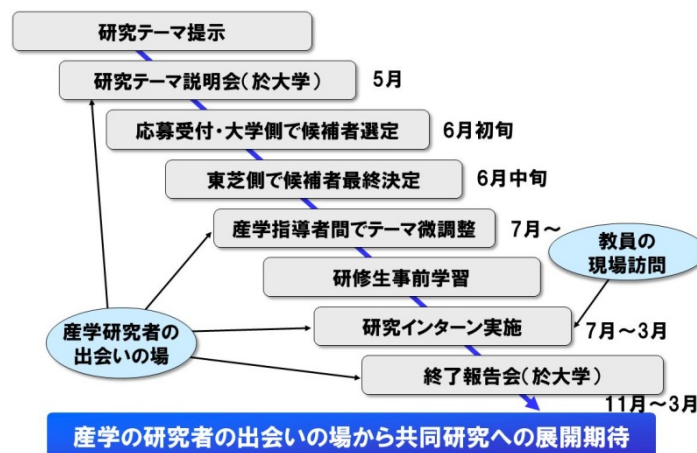 研究テーマ提示
研究テーマ説明会(於大学)
5月
応募受付・大学側で候補者選定
6月初旬
東芝側で候補者最終決定
6月中旬
産学指導者間でテーマ微調整
7月～
教員の
現場訪問
研修生事前学習
産学研究者の
出会いの場
研究インターン実施
7月～3月
終了報告会(於大学)
11月～3月
産学の研究者の出会いの場から共同研究への展開期待